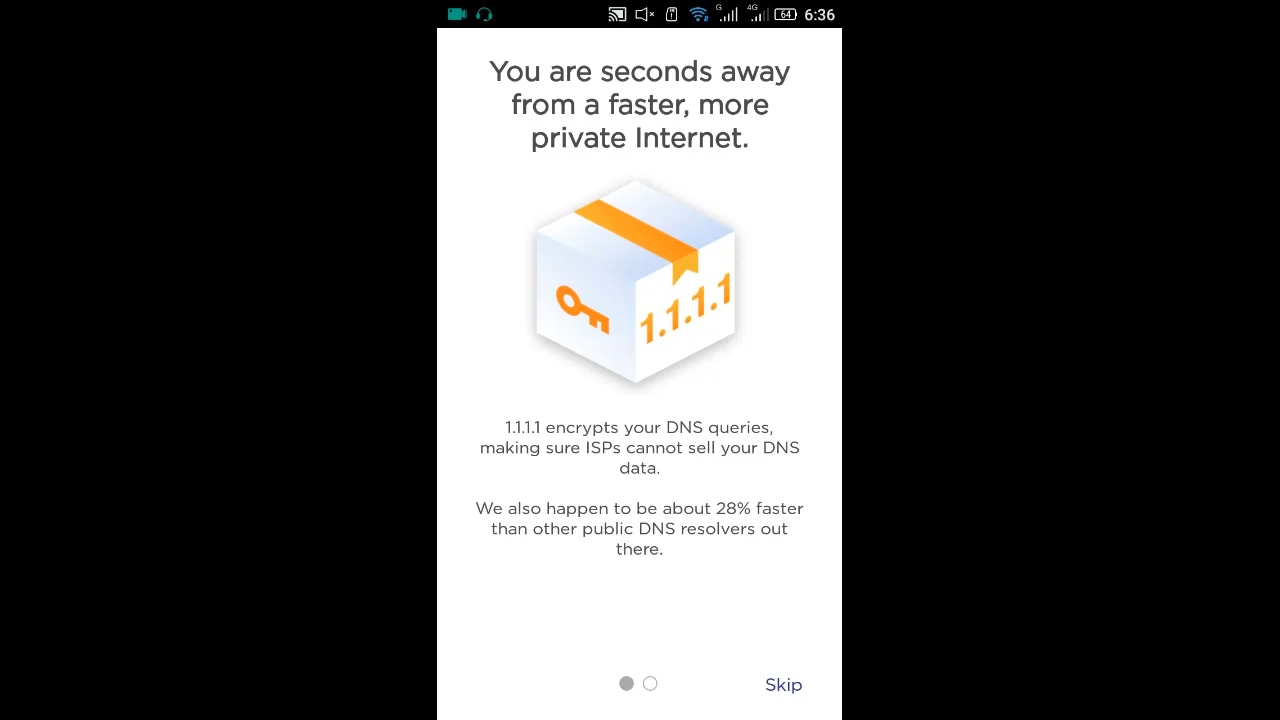 G 4G 64 6:36
You are seconds away
from a faster, more
private Internet.
1.1.1.1
1.1.1.1 encrypts your DNS queries,
making sure ISPs cannot sell your DNS
data.
We also happen to be about 28% faster
than other public DNS resolvers out
there.
Skip